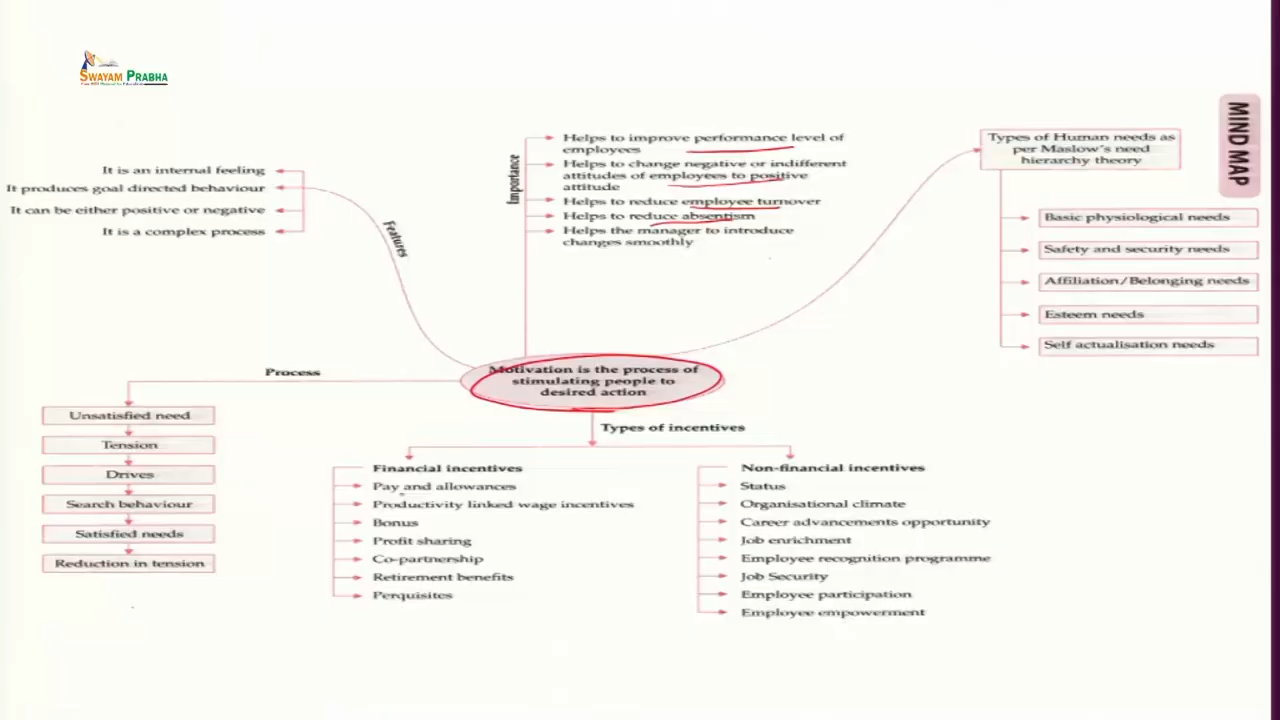 SWAYAM PRABHA
MIND MAP
It is an internal feeling
It produces goal directed behaviour
It can be either positive or negative
It is a complex process
Features
Importance
Helps to improve performance level of
employees
Helps to change negative or indifferent
attitudes of employees to positive
attitude
Helps to reduce employee turnover
Helps to reduce absentism
Helps the manager to introduce
changes smoothly
Types of Human needs as
per Maslow's need
hierarchy theory
Basic physiological needs
Safety and security needs
Affiliation/Belonging needs
Esteem needs
Self actualisation needs
Motivation is the process of
stimulating people to
desired action
Process
Unsatisfied need
Tension
Drives
Search behaviour
Satisfied needs
Reduction in tension
Types of incentives
Financial incentives
Pay and allowances
Productivity linked wage incentives
Bonus
Profit sharing
Co-partnership
Retirement benefits
Perquisites
Non-financial incentives
Status
Organisational climate
Career advancements opportunity
Job enrichment
Employee recognition programme
Job Security
Employee participation
Employee empowerment